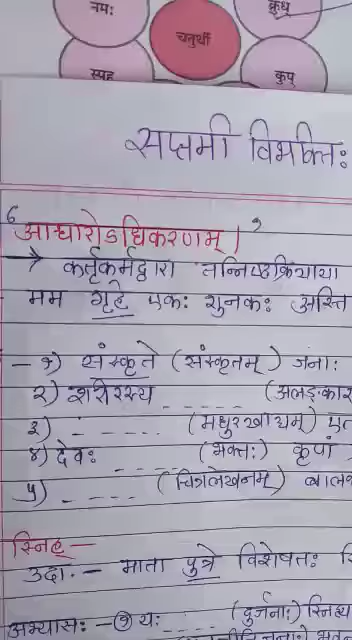 नमः
क्रुध्
चतुर्थी
स्पृह
कुप्
सप्तमी विभक्तिः
‘आधारोऽधिकरणम् ।’
→ कर्तृकर्मद्वारा तन्निष्ठक्रियाया
मम गृहे एकः शुनकः अस्ति
१) संस्कृते (संस्कृतम्) जनाः
२) शरीरस्य _ _ _ _ _ (अलङ्कार
३) _ _ _ _ _ (मधुरखाद्यम्)
४) देवः _ _ _ _ _ (भक्तः) कृपां
५) _ _ _ _ _ (चित्रलेखनम्) बालक
स्निह् —
उदा. — माता पुत्रे विशेषतः
अभ्यासः — १ यः _ _ _ _ (दुर्जनाः) स्निह्य